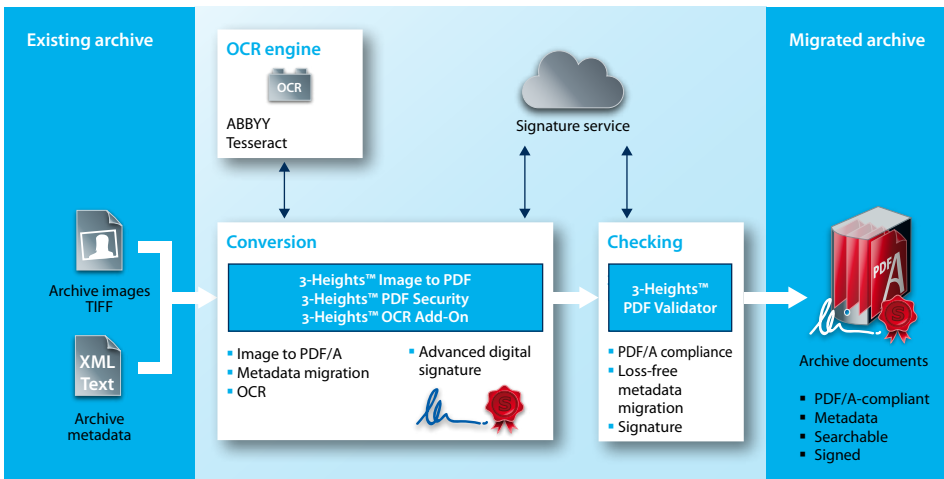 Existing archive
Archive images
TIFF
XML
Text
Archive
metadata
OCR engine
OCR
ABBYY
Tesseract
Signature service
Conversion
3-Heights™ Image to PDF
3-Heights™ PDF Security
3-Heights™ OCR Add-On
▪ Image to PDF/A
▪ Metadata migration
▪ OCR
▪ Advanced digital
signature
S
Checking
3-Heights™
PDF Validator
▪ PDF/A compliance
▪ Loss-free
metadata
migration
▪ Signature
Migrated archive
PDF/A
S
Archive documents
▪ PDF/A-compliant
▪ Metadata
▪ Searchable
▪ Signed